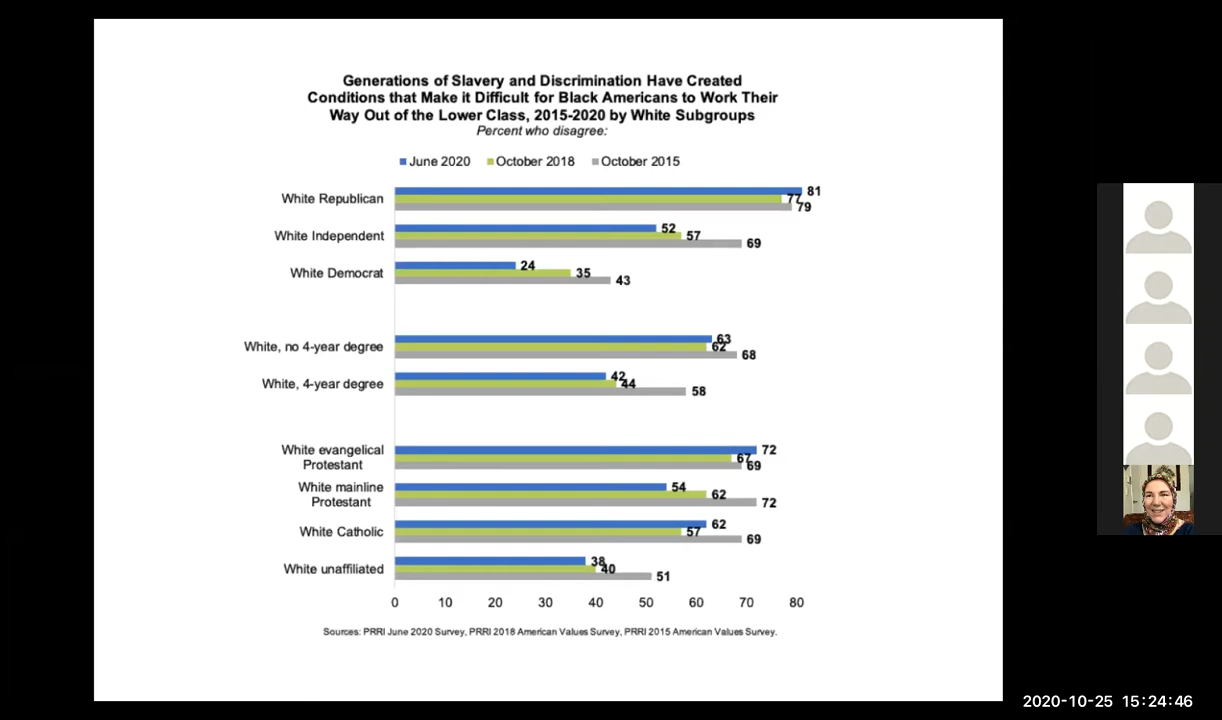 Generations of Slavery and Discrimination Have Created
Conditions that Make it Difficult for Black Americans to Work Their
Way Out of the Lower Class, 2015-2020 by White Subgroups
Percent who disagree:
June 2020 October 2018 October 2015
White Republican 81
77
79
White Independent 52
57
69
White Democrat 24
35
43
White, no 4-year degree 63
62
68
White, 4-year degree 42
44
58
White evangelical
Protestant
72
67
69
White mainline
Protestant
54
62
72
White Catholic 62
57
69
White unaffiliated 38
40
51
0 10 20 30 40 50 60 70 80
Sources: PRRI June 2020 Survey, PRRI 2018 American Values Survey, PRRI 2015 American Values Survey.
2020-10-25 15:24:46